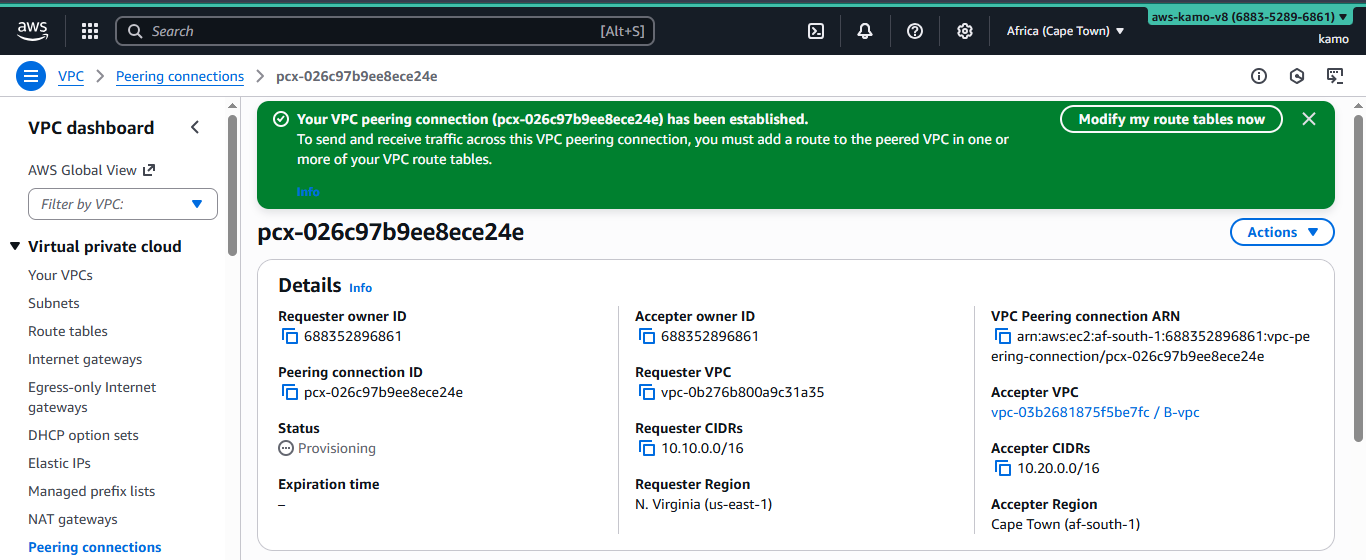 aws
Search
[Alt+S]
Africa (Cape Town)
aws-kamo-v8 (6883-5289-6861)
kamo
VPC
Peering connections
pcx-026c97b9ee8ece24e
VPC dashboard
AWS Global View
Filter by VPC:
Virtual private cloud
Your VPCs
Subnets
Route tables
Internet gateways
Egress-only Internet
gateways
DHCP option sets
Elastic IPs
Managed prefix lists
NAT gateways
Peering connections
Your VPC peering connection (pcx-026c97b9ee8ece24e) has been established.
To send and receive traffic across this VPC peering connection, you must add a route to the peered VPC in one or
more of your VPC route tables.
Info
Modify my route tables now
pcx-026c97b9ee8ece24e
Actions
Details Info
Requester owner ID
688352896861
Peering connection ID
pcx-026c97b9ee8ece24e
Status
Provisioning
Expiration time
–
Accepter owner ID
688352896861
Requester VPC
vpc-0b276b800a9c31a35
Requester CIDRs
10.10.0.0/16
Requester Region
N. Virginia (us-east-1)
VPC Peering connection ARN
arn:aws:ec2:af-south-1:688352896861:vpc-pe
ering-connection/pcx-026c97b9ee8ece24e
Accepter VPC
vpc-03b2681875f5be7fc / B-vpc
Accepter CIDRs
10.20.0.0/16
Accepter Region
Cape Town (af-south-1)